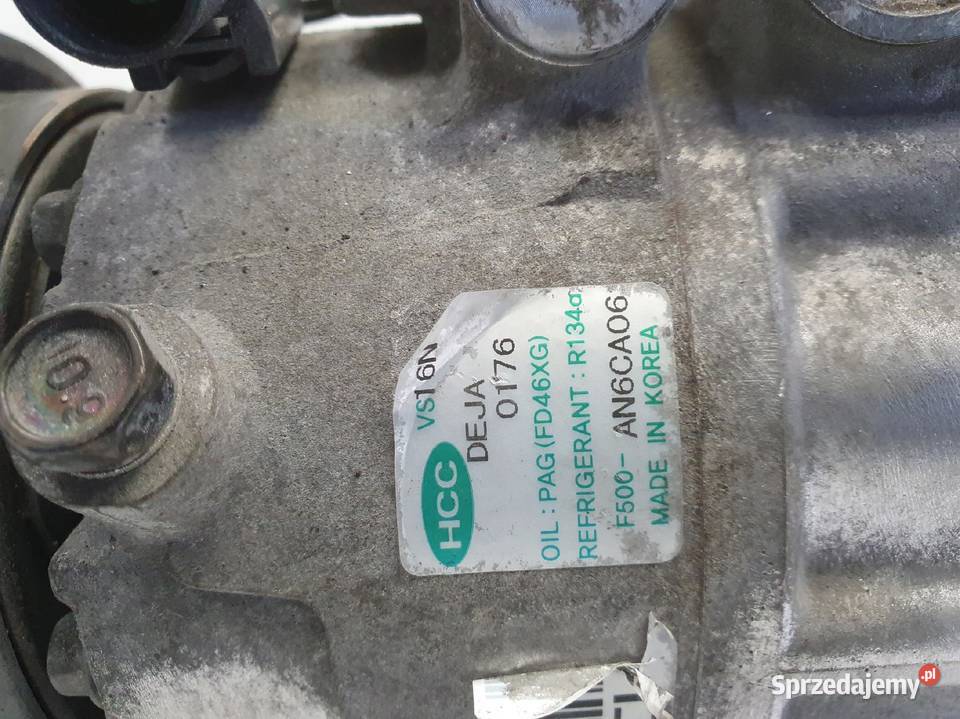 HCC VS16N
DEJA
0176
OIL : PAG(FD46XG)
REFRIGERANT : R134a
F500- AN6CA06
MADE IN KOREA
Sprzedajemy.pl